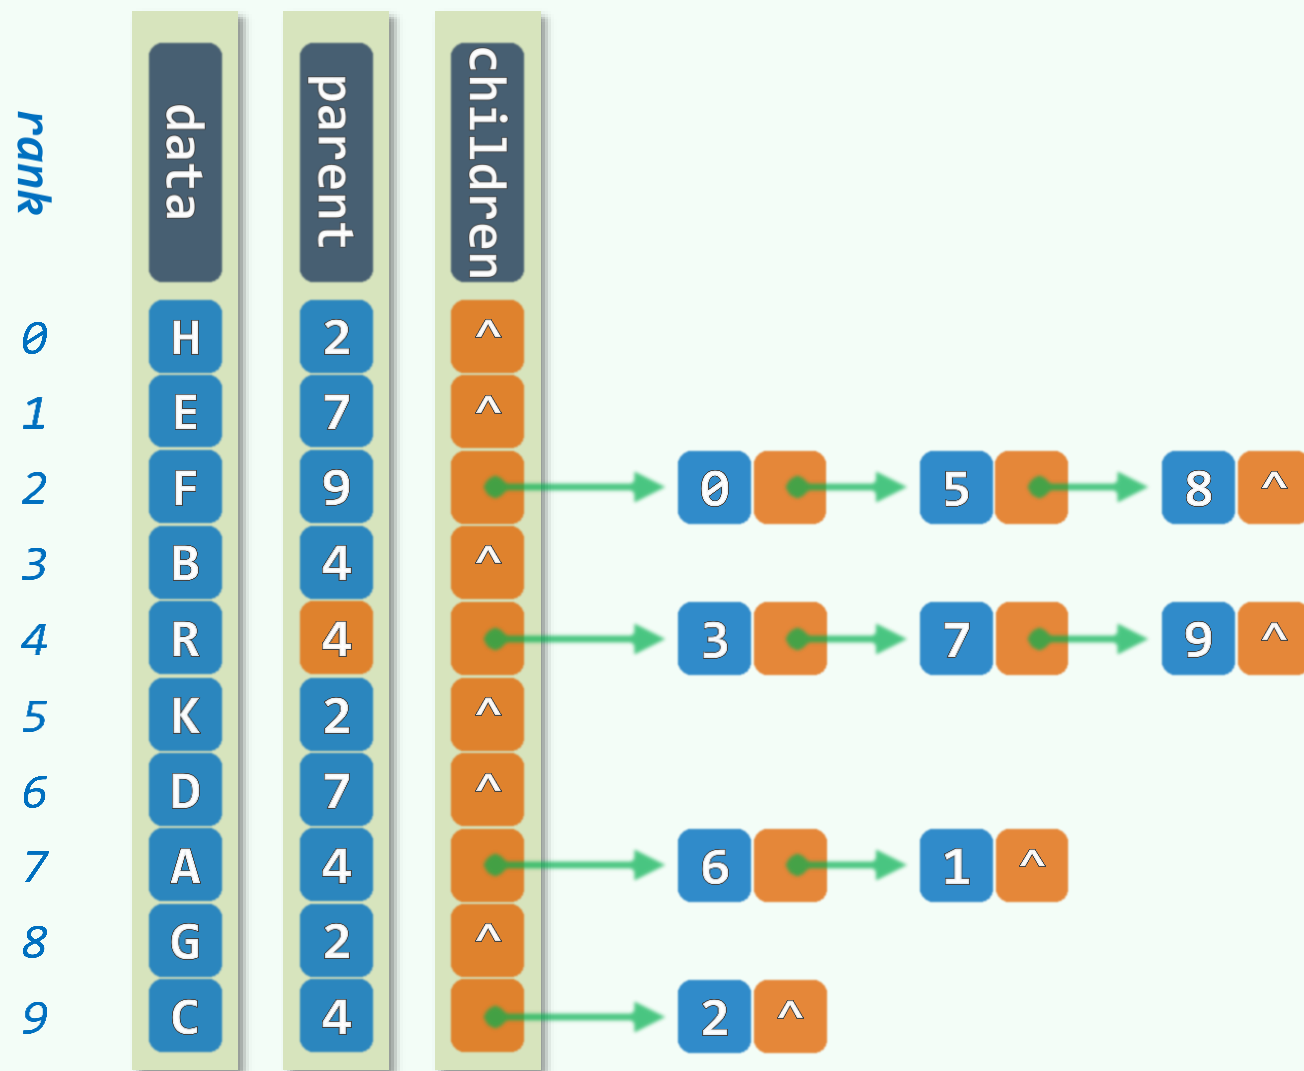 rank data parent children
0 H 2 ^
1 E 7 ^
2 F 9 0 5 8 ^
3 B 4 ^
4 R 4 3 7 9 ^
5 K 2 ^
6 D 7 ^
7 A 4 6 1 ^
8 G 2 ^
9 C 4 2 ^